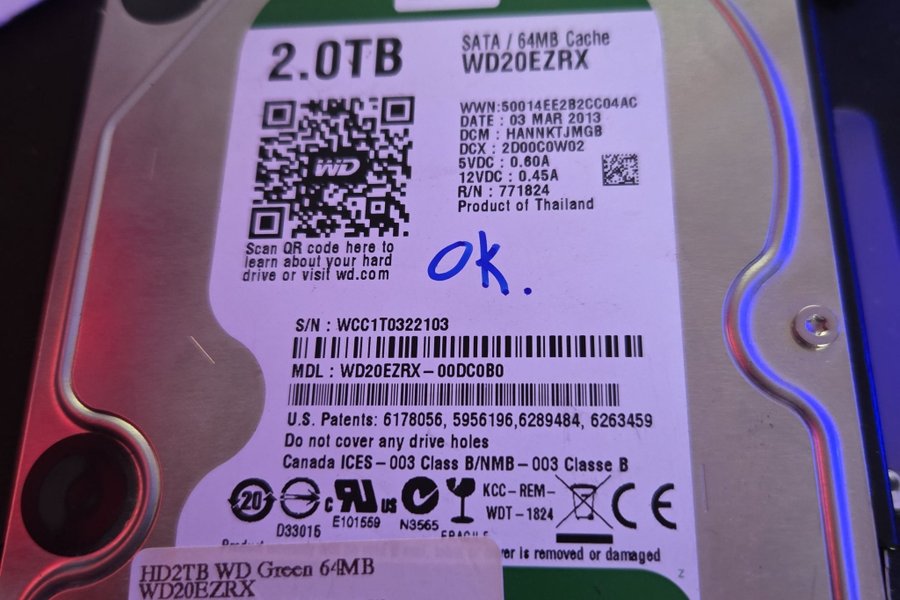 2.0TB
SATA / 64MB Cache
WD20EZRX
WD
WWN:50014EE2B2CC04AC
DATE : 03 MAR 2013
DCM : HANNKTJMGB
DCX : 2D00C0W02
5VDC : 0.60A
12VDC : 0.45A
R/N : 771824
Product of Thailand
Scan QR code here to
learn about your hard
drive or visit wd.com
OK.
S/N : WCC1T0322103
MDL : WD20EZRX-00DC0B0
U.S. Patents: 6178056, 5956196,6289484, 6263459
Do not cover any drive holes
Canada ICES-003 Class B/NMB-003 Classe B
20
D33015
c RU us
E101559
N3565
FRAGILE
KCC-REM-
WDT-1824
CE
is removed or damaged
HD2TB WD Green 64MB
WD20EZRX
Z